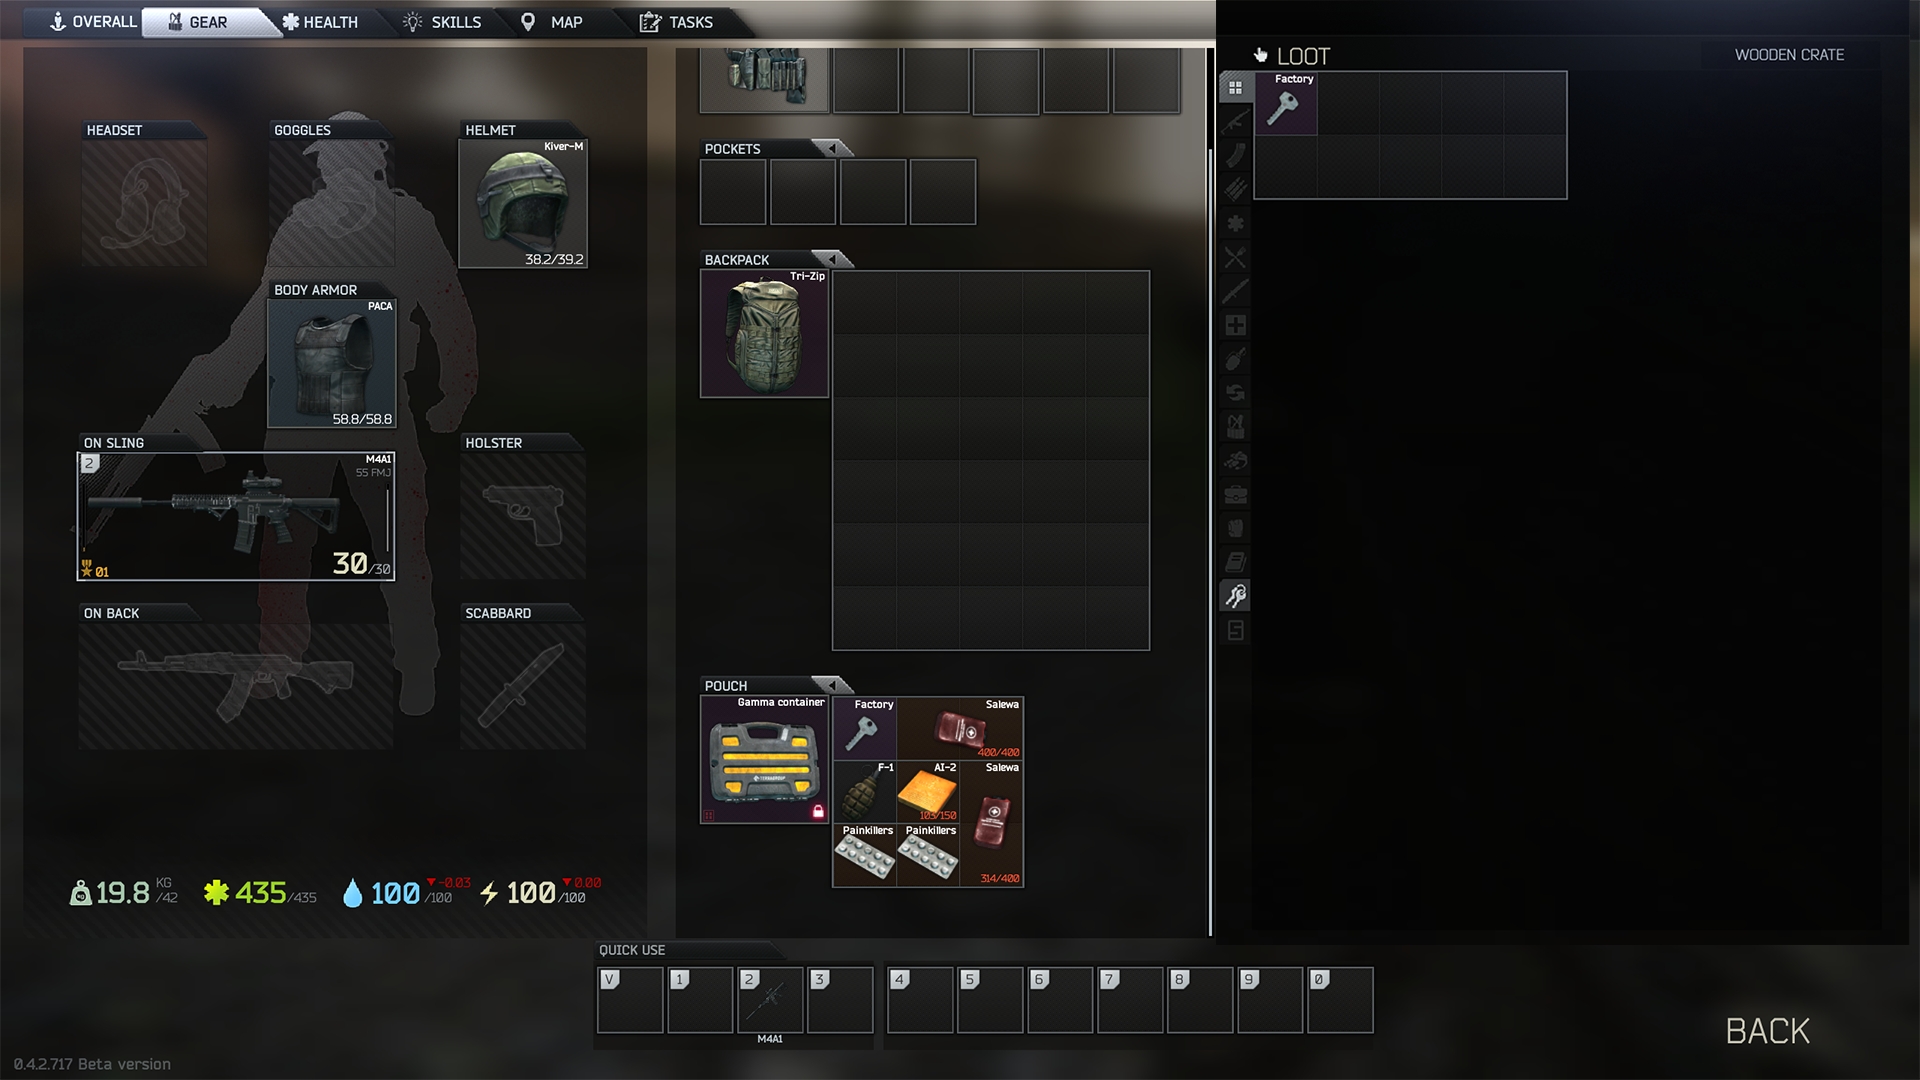 OVERALL
GEAR
HEALTH
SKILLS
MAP
TASKS
LOOT
WOODEN CRATE
Factory
HEADSET
GOGGLES
HELMET
Kiver-M
38.2/39.2
BODY ARMOR
PACA
58.8/58.8
ON SLING
2
M4A1
55 FMJ
01
30/30
HOLSTER
ON BACK
SCABBARD
POCKETS
BACKPACK
Tri-Zip
POUCH
Gamma container
Factory
Salewa
400/400
F-1
AI-2
103/150
Salewa
314/400
Painkillers
Painkillers
19.8 KG /42
435/435
100 -0.03 /100
100 0.00 /100
QUICK USE
V
1
2
3
4
5
6
7
8
9
0
M4A1
BACK
0.4.2.717 Beta version